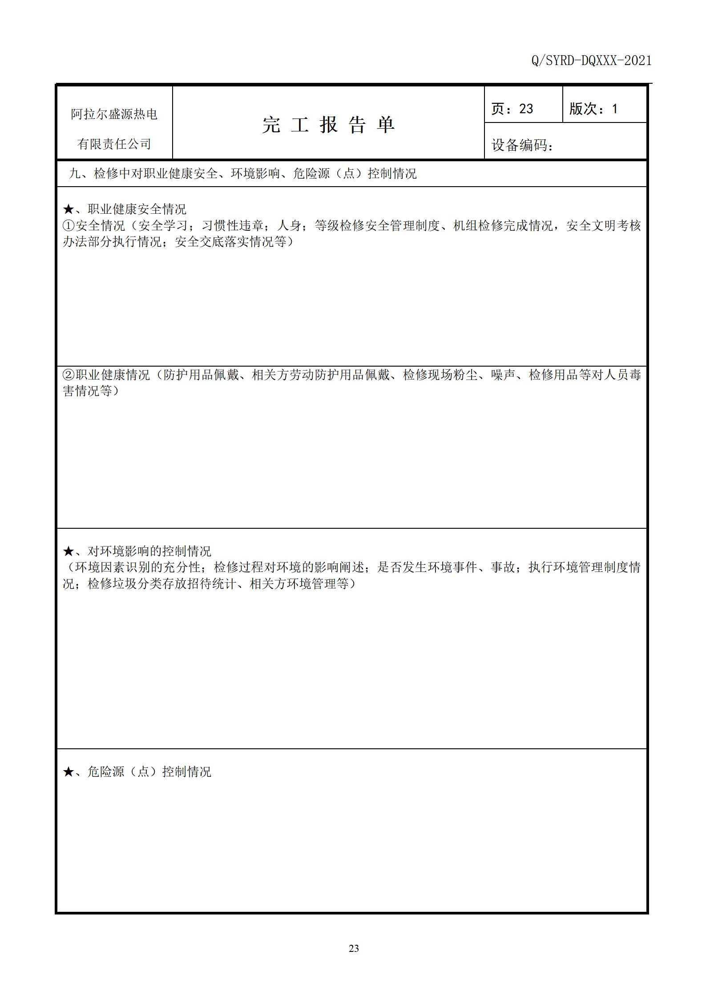 Q/SYRD-DQXXX-2021
阿拉尔盛源热电
有限责任公司
完 工 报 告 单
页：23
版次：1
设备编码：
九、检修中对职业健康安全、环境影响、危险源（点）控制情况
★、职业健康安全情况
①安全情况（安全学习；习惯性违章；人身；等级检修安全管理制度、机组检修完成情况，安全文明考核
办法部分执行情况；安全交底落实情况等）
②职业健康情况（防护用品佩戴、相关方劳动防护用品佩戴、检修现场粉尘、噪声、检修用品等对人员毒
害情况等）
★、对环境影响的控制情况
（环境因素识别的充分性；检修过程对环境的影响阐述；是否发生环境事件、事故；执行环境管理制度情
况；检修垃圾分类存放招待统计、相关方环境管理等）
★、危险源（点）控制情况
23